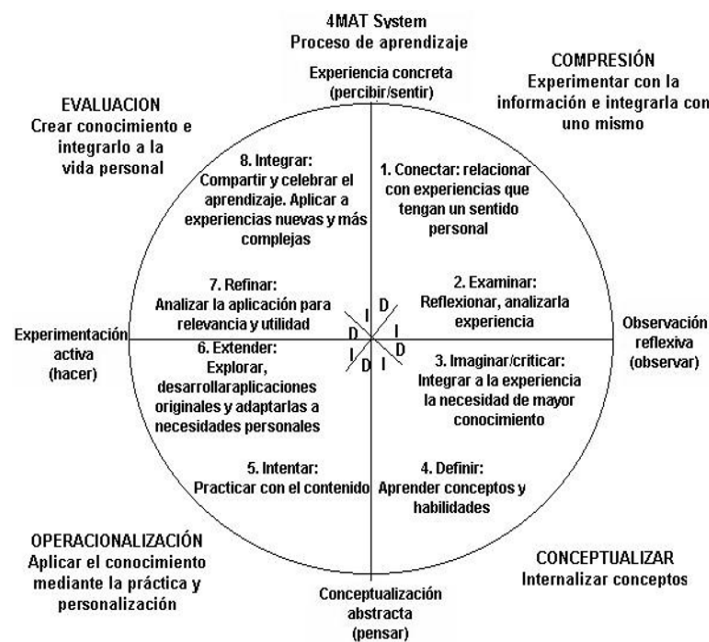 4MAT System
Proceso de aprendizaje
Experiencia concreta
(percibir/sentir)
COMPRESIÓN
Experimentar con la
información e integrarla con
uno mismo
EVALUACION
Crear conocimiento e
integrarlo a la
vida personal
8. Integrar:
Compartir y celebrar el
aprendizaje. Aplicar a
experiencias nuevas y más
complejas
1. Conectar: relacionar
con experiencias que
tengan un sentido
personal
7. Refinar:
Analizar la aplicación para
relevancia y utilidad
2. Examinar:
Reflexionar, analizarla
experiencia
I D
D I
I D
D I
Experimentación
activa
(hacer)
Observación
reflexiva
(observar)
6. Extender:
Explorar,
desarrollaraplicaciones
originales y adaptarlas a
necesidades personales
3. Imaginar/criticar:
Integrar a la experiencia
la necesidad de mayor
conocimiento
5. Intentar:
Practicar con el contenido
4. Definir:
Aprender conceptos y
habilidades
OPERACIONALIZACIÓN
Aplicar el conocimiento
mediante la práctica y
personalización
CONCEPTUALIZAR
Internalizar conceptos
Conceptualización
abstracta
(pensar)